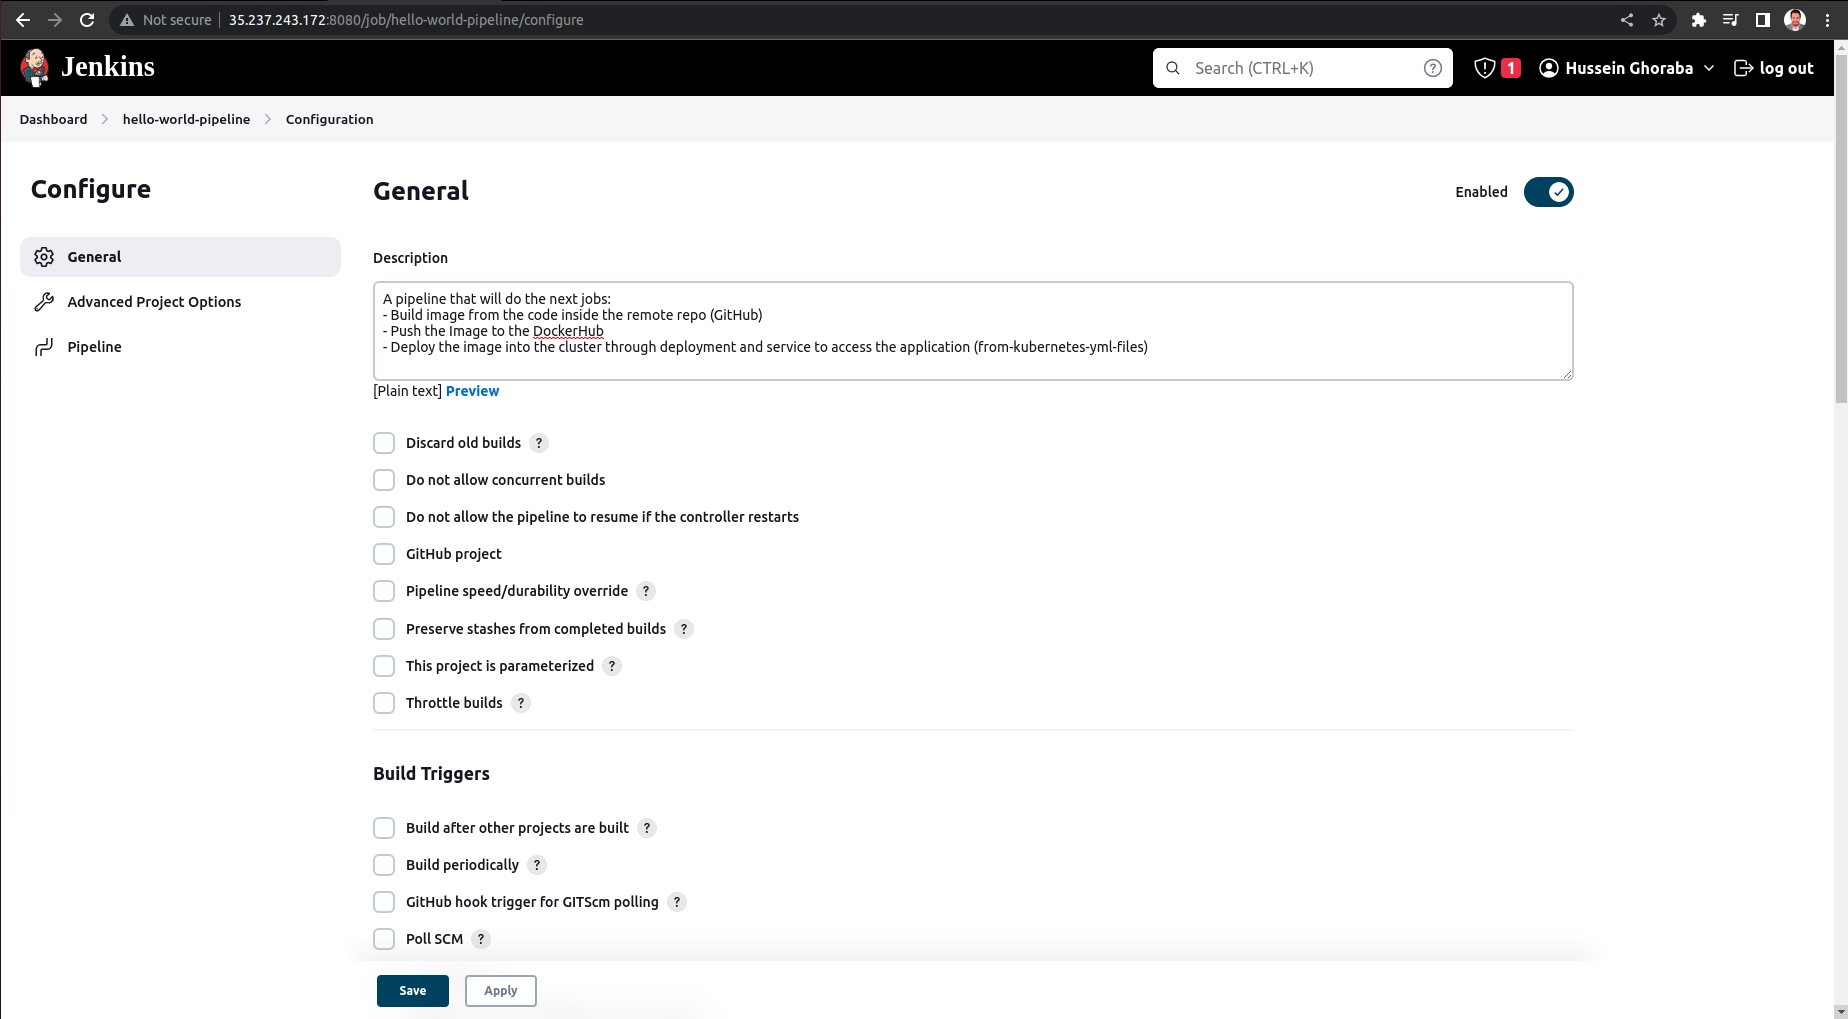 Not secure 35.237.243.172:8080/job/hello-world-pipeline/configure
Jenkins
Search (CTRL+K)
?
1
Hussein Ghoraba
log out
Dashboard
hello-world-pipeline
Configuration
Configure
General
Advanced Project Options
Pipeline
General
Enabled
Description
A pipeline that will do the next jobs:
- Build image from the code inside the remote repo (GitHub)
- Push the Image to the DockerHub
- Deploy the image into the cluster through deployment and service to access the application (from-kubernetes-yml-files)
[Plain text] Preview
Discard old builds ?
Do not allow concurrent builds
Do not allow the pipeline to resume if the controller restarts
GitHub project
Pipeline speed/durability override ?
Preserve stashes from completed builds ?
This project is parameterized ?
Throttle builds ?
Build Triggers
Build after other projects are built ?
Build periodically ?
GitHub hook trigger for GITScm polling ?
Poll SCM ?
Save
Apply